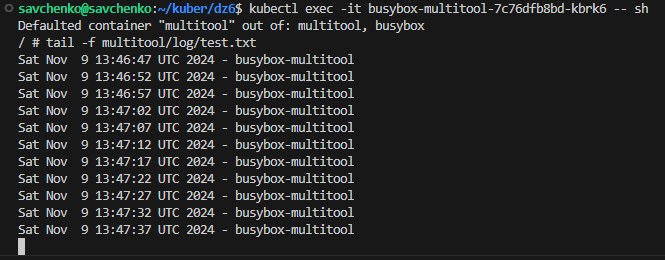 savchenko@savchenko:~/kuber/dz6$ kubectl exec -it busybox-multitool-7c76dfb8bd-kbrk6 -- sh
Defaulted container "multitool" out of: multitool, busybox
/ # tail -f multitool/log/test.txt
Sat Nov  9 13:46:47 UTC 2024 - busybox-multitool
Sat Nov  9 13:46:52 UTC 2024 - busybox-multitool
Sat Nov  9 13:46:57 UTC 2024 - busybox-multitool
Sat Nov  9 13:47:02 UTC 2024 - busybox-multitool
Sat Nov  9 13:47:07 UTC 2024 - busybox-multitool
Sat Nov  9 13:47:12 UTC 2024 - busybox-multitool
Sat Nov  9 13:47:17 UTC 2024 - busybox-multitool
Sat Nov  9 13:47:22 UTC 2024 - busybox-multitool
Sat Nov  9 13:47:27 UTC 2024 - busybox-multitool
Sat Nov  9 13:47:32 UTC 2024 - busybox-multitool
Sat Nov  9 13:47:37 UTC 2024 - busybox-multitool